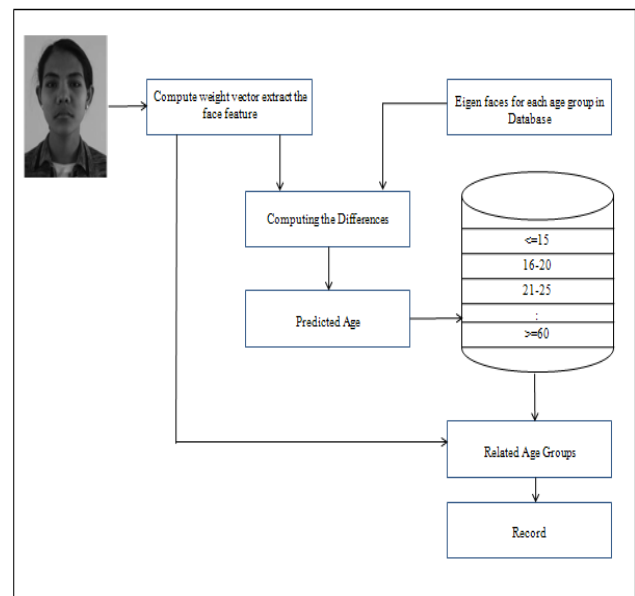 Compute weight vector extract the
face feature
Eigen faces for each age group in
Database
Computing the Differences
<=15
16-20
21-25
:
>=60
Predicted Age
Related Age Groups
Record